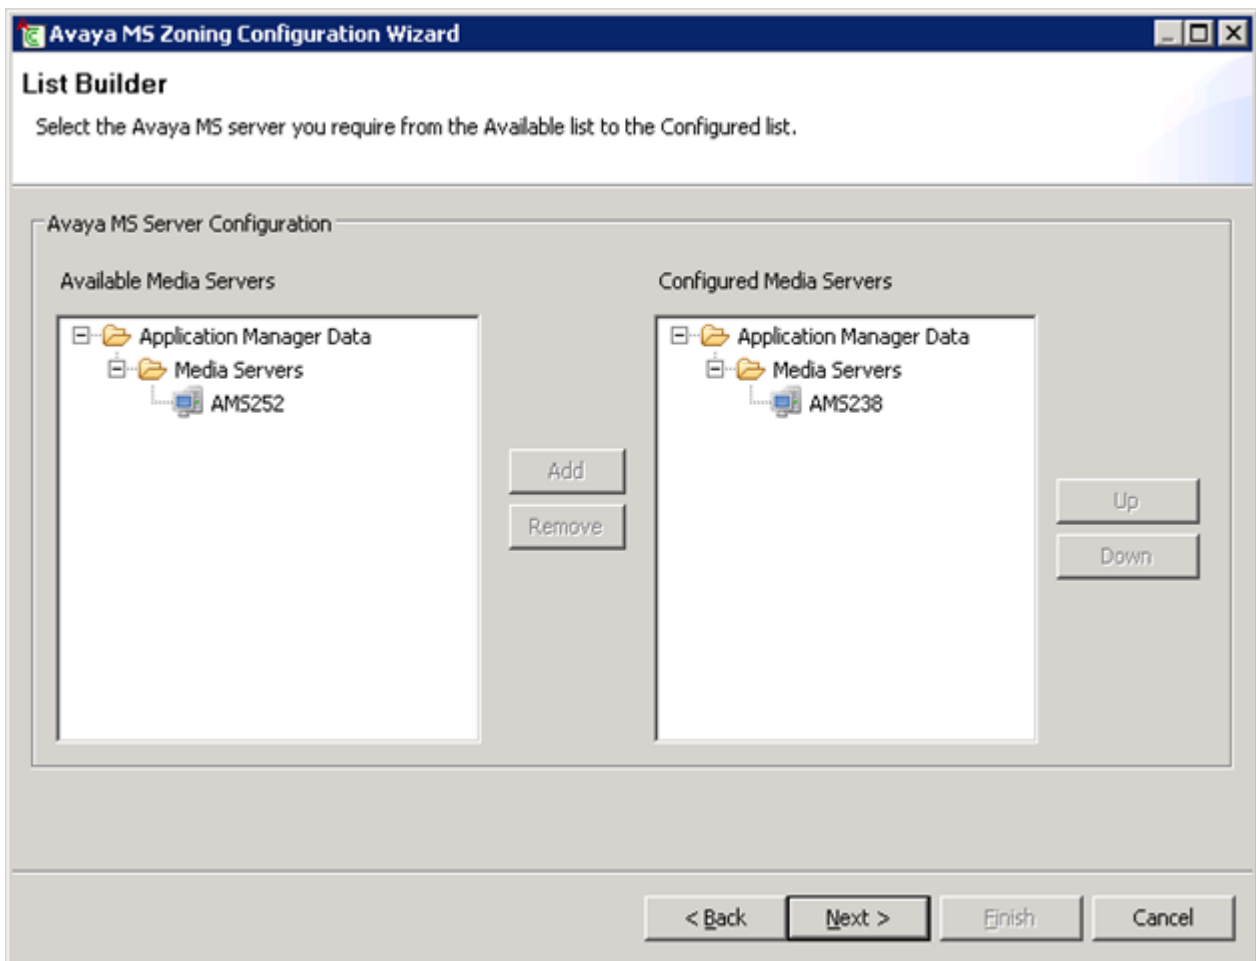 Avaya MS Zoning Configuration Wizard
List Builder
Select the Avaya MS server you require from the Available list to the Configured list.
Avaya MS Server Configuration
Available Media Servers
Application Manager Data
Media Servers
AMS252
Add
Remove
Configured Media Servers
Application Manager Data
Media Servers
AMS238
Up
Down
< Back
Next >
Finish
Cancel